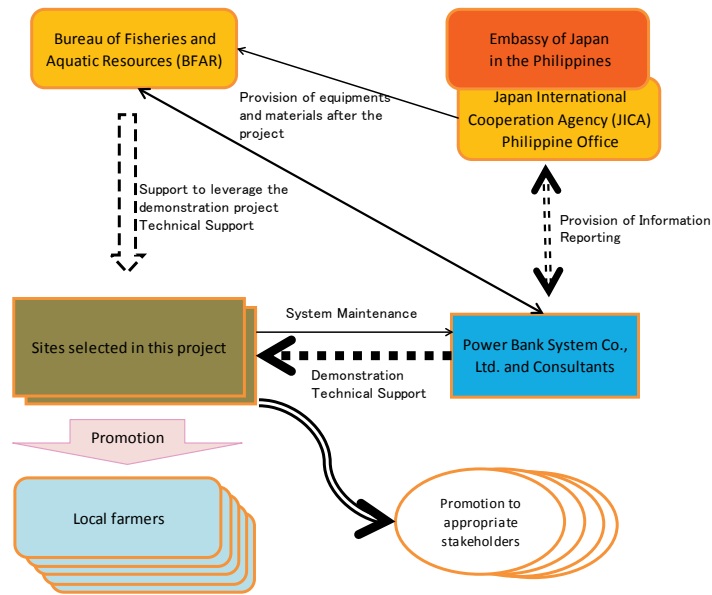 Bureau of Fisheries and
Aquatic Resources (BFAR)
Embassy of Japan
in the Philippines
Japan International
Cooperation Agency (JICA)
Philippine Office
Provision of equipments
and materials after the
project
Support to leverage the
demonstration project
Technical Support
Provision of Information
Reporting
System Maintenance
Sites selected in this project
Power Bank System Co.,
Ltd. and Consultants
Demonstration
Technical Support
Promotion
Local farmers
Promotion to
appropriate
stakeholders